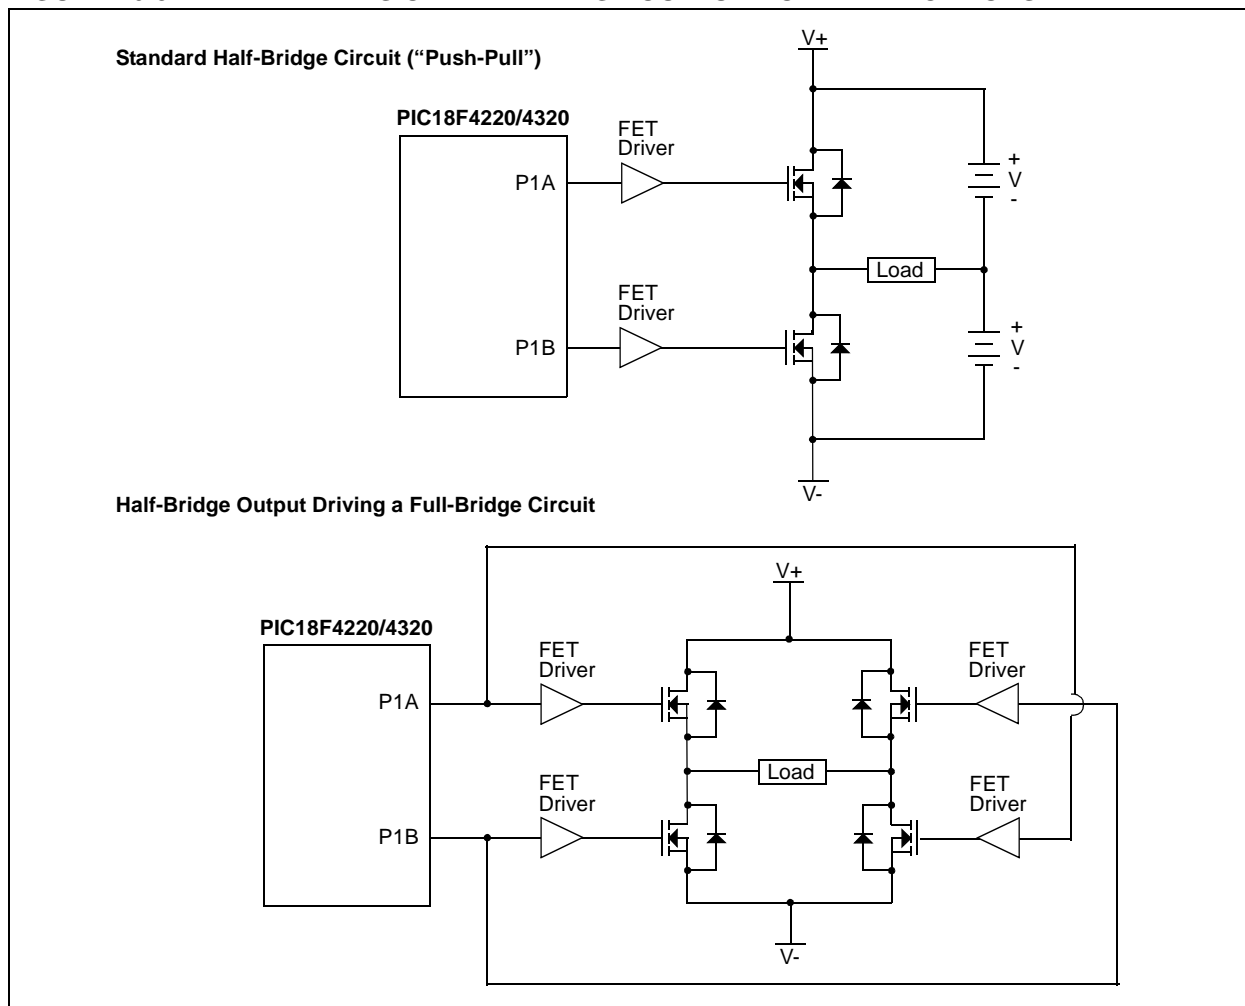 V+
Standard Half-Bridge Circuit (“Push-Pull”)
PIC18F4220/4320
FET
Driver
P1A
+
V
-
Load
FET
Driver
P1B
+
V
-
V-
Half-Bridge Output Driving a Full-Bridge Circuit
V+
PIC18F4220/4320
FET
Driver
FET
Driver
P1A
Load
FET
Driver
FET
Driver
P1B
V-